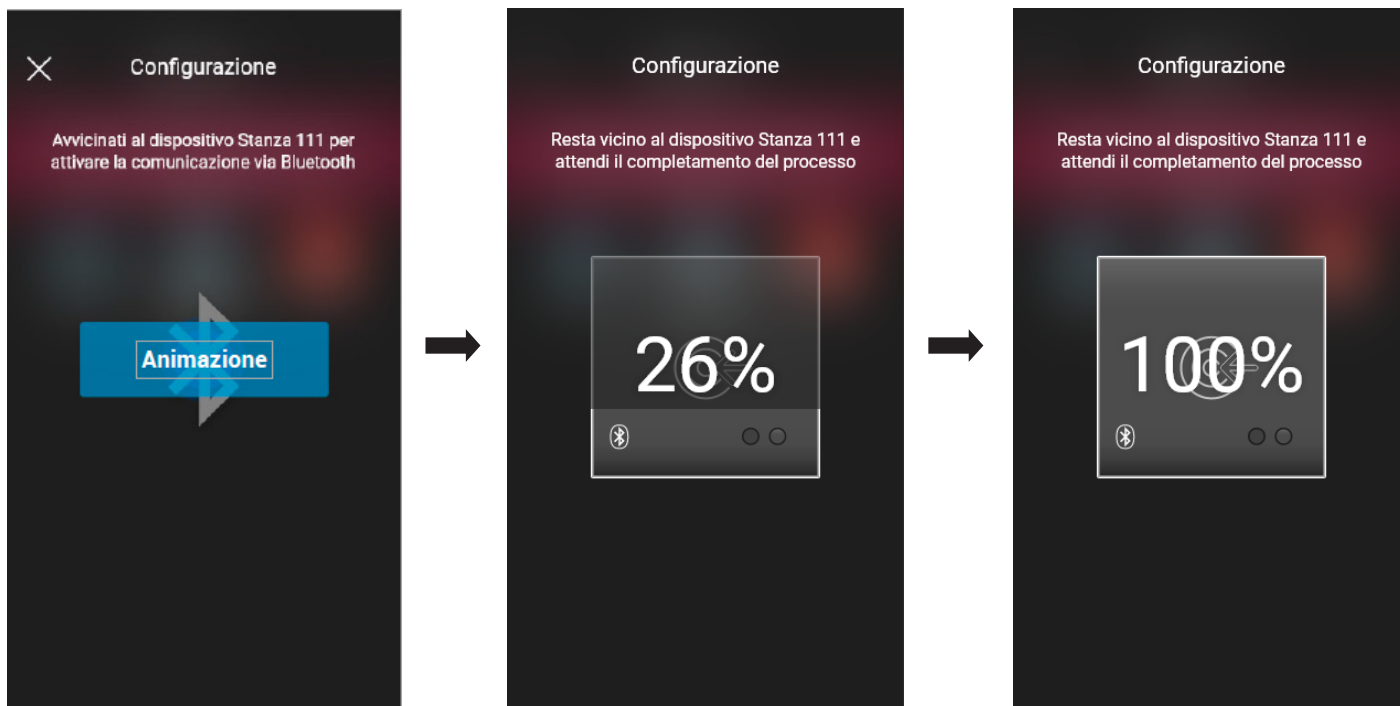 Configurazione
Avvicinati al dispositivo Stanza 111 per
attivare la comunicazione via Bluetooth
Animazione
Configurazione
Resta vicino al dispositivo Stanza 111 e
attendi il completamento del processo
26%
Configurazione
Resta vicino al dispositivo Stanza 111 e
attendi il completamento del processo
100%